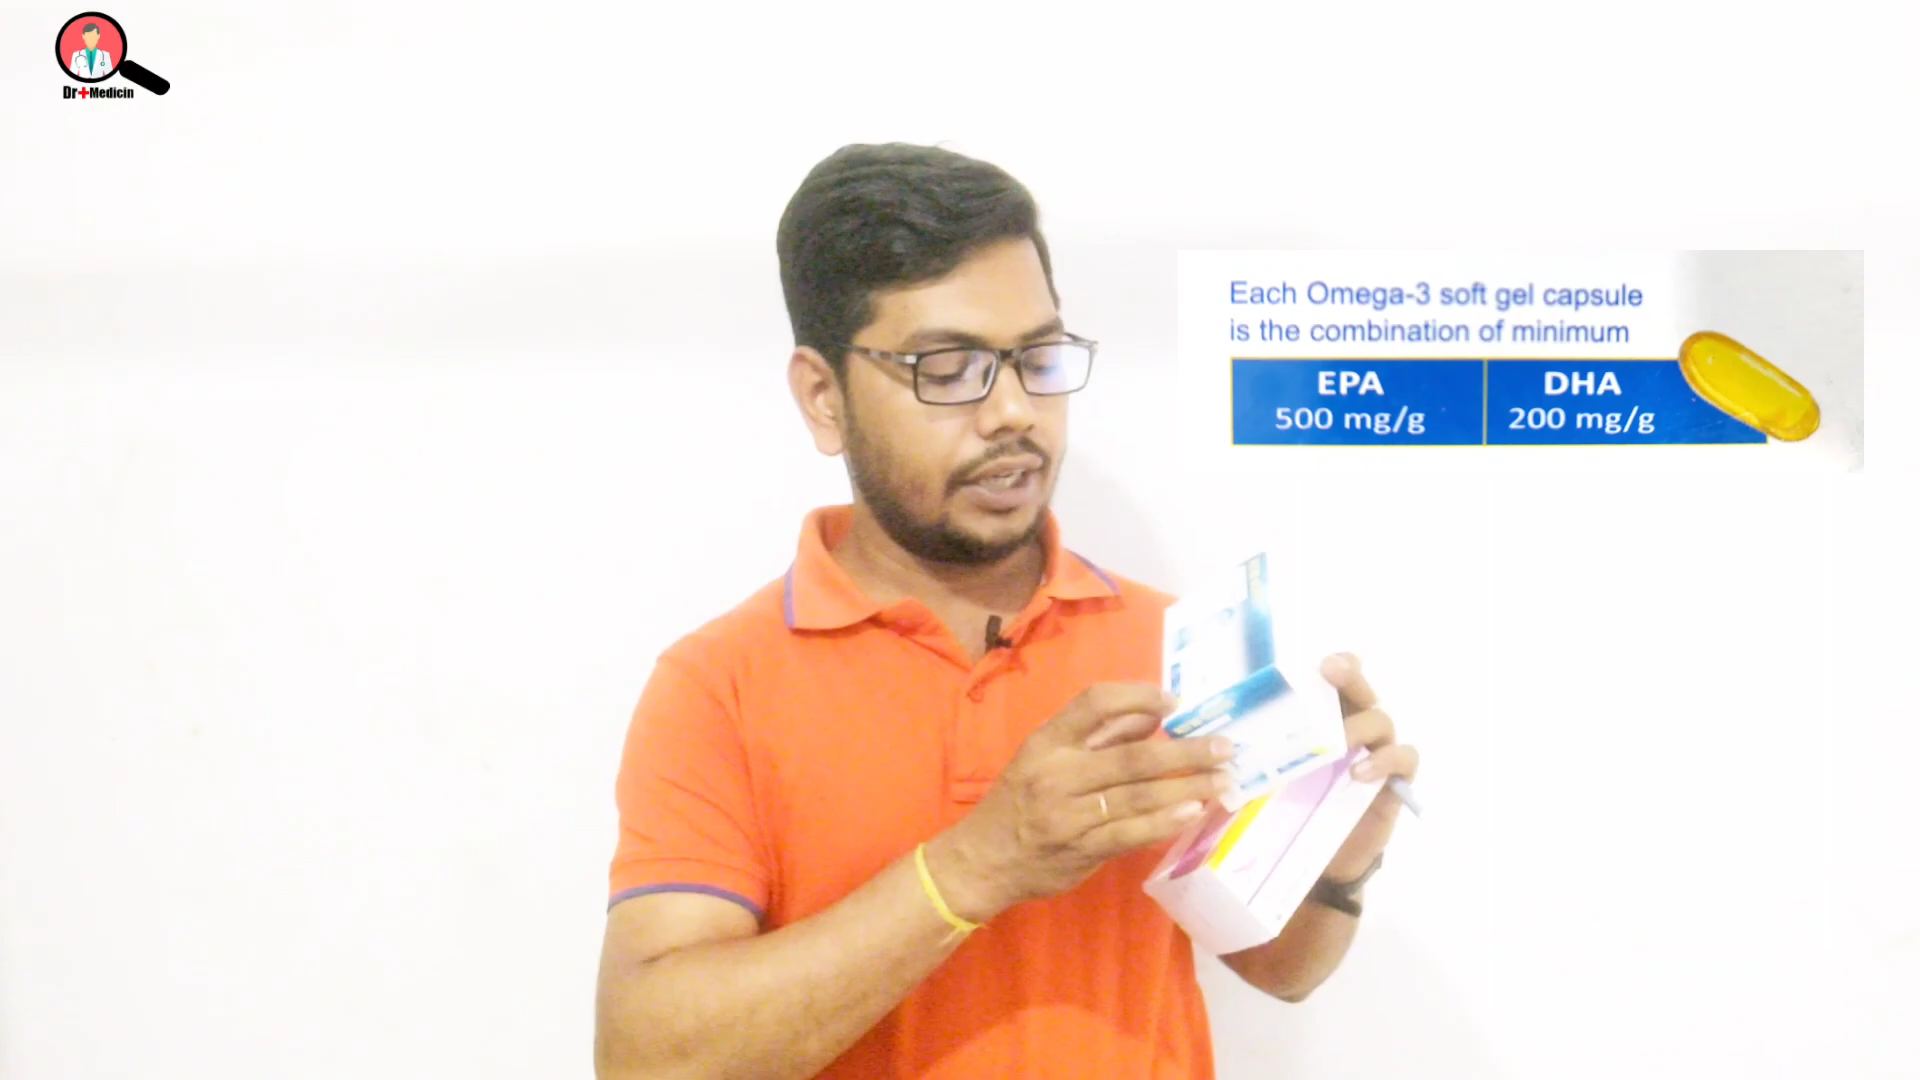 Dr+Medicin
Each Omega-3 soft gel capsule
is the combination of minimum
EPA
500 mg/g
DHA
200 mg/g